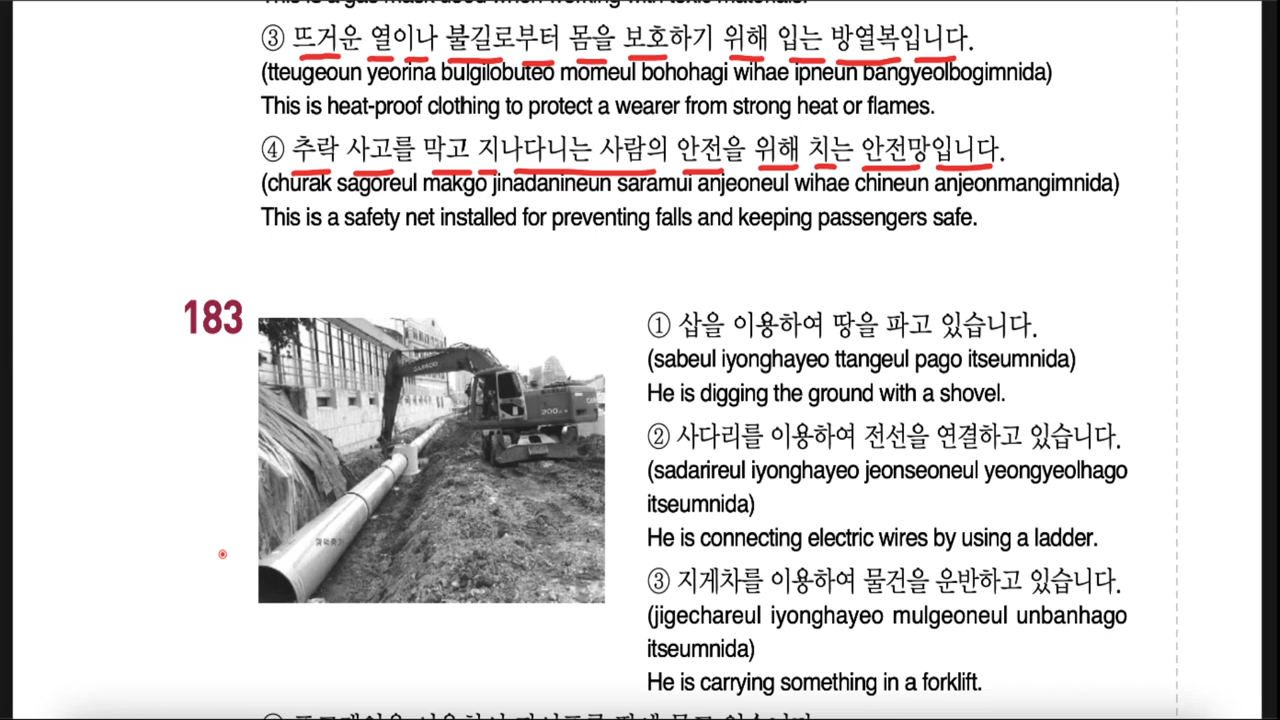 This is a gas mask used when working with toxic materials.
③ 뜨거운 열이나 불길로부터 몸을 보호하기 위해 입는 방열복입니다.
(tteugeoun yeorina bulgilobuteo momeul bohohagi wihae ipneun bangyeolbogimnida)
This is heat-proof clothing to protect a wearer from strong heat or flames.
④ 추락 사고를 막고 지나다니는 사람의 안전을 위해 치는 안전망입니다.
(churak sagoreul makgo jinadanineun saramui anjeoneul wihae chineun anjeonmangimnida)
This is a safety net installed for preventing falls and keeping passengers safe.
183
① 삽을 이용하여 땅을 파고 있습니다.
(sabeul iyonghayeo ttangeul pago itseumnida)
He is digging the ground with a shovel.
② 사다리를 이용하여 전선을 연결하고 있습니다.
(sadarireul iyonghayeo jeonseoneul yeongyeolhago
itseumnida)
He is connecting electric wires by using a ladder.
③ 지게차를 이용하여 물건을 운반하고 있습니다.
(jigechareul iyonghayeo mulgeoneul unbanhago
itseumnida)
He is carrying something in a forklift.